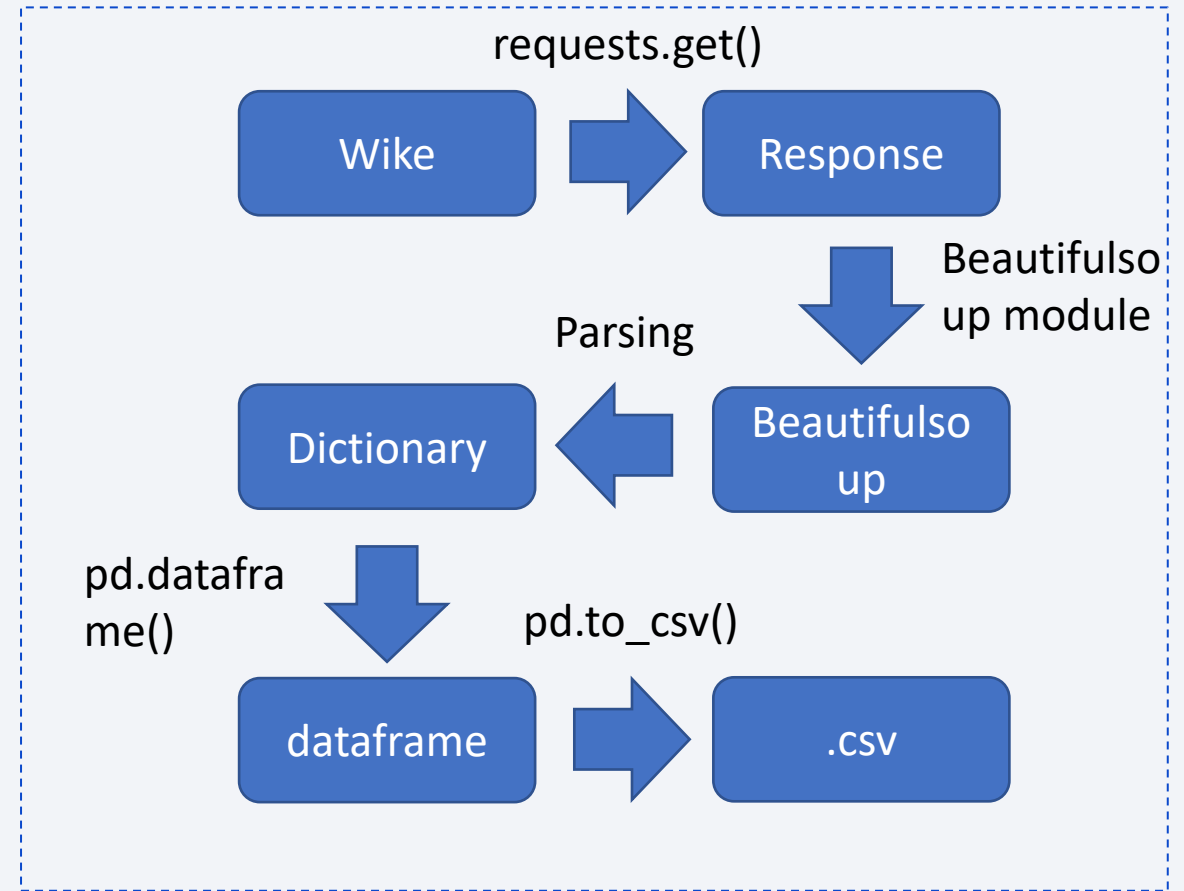 requests.get()
Wike
Response
Beautifulso
up module
Parsing
Dictionary
Beautifulso
up
pd.datafra
me()
pd.to_csv()
dataframe
.csv